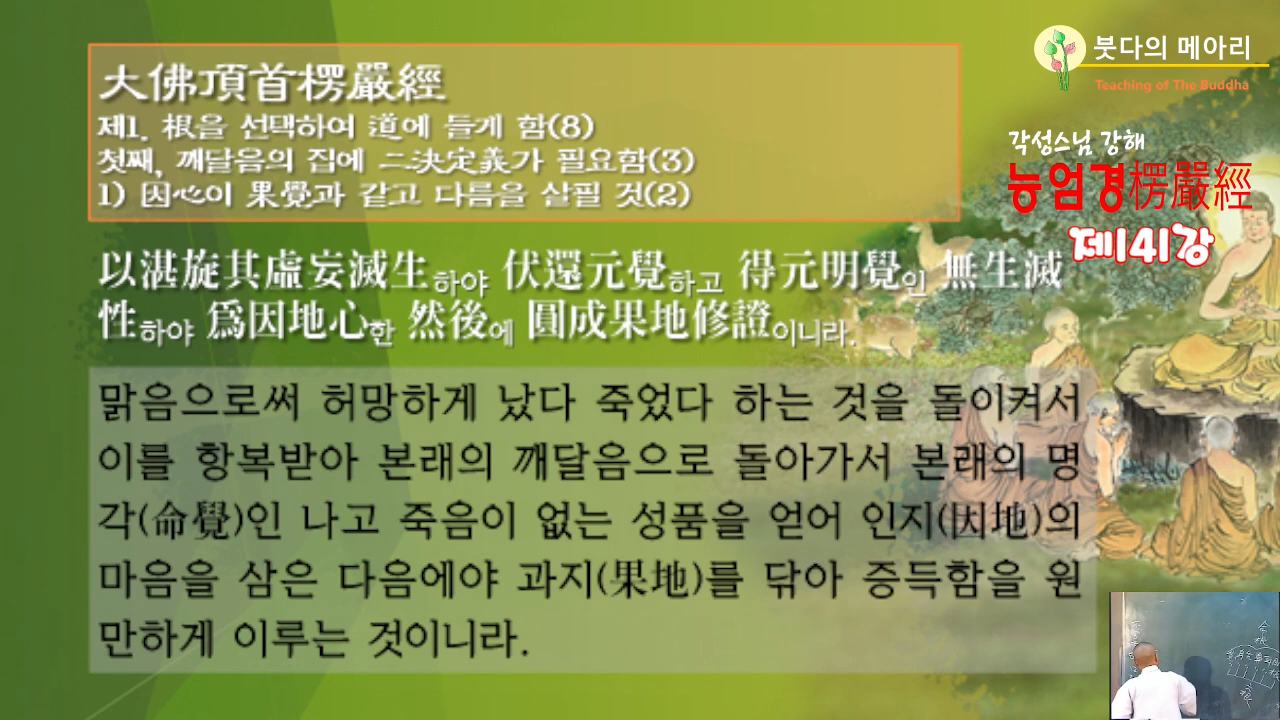 大佛頂首楞嚴經
제1. 根을 선택하여 道에 들게 함(8)
첫째, 깨달음의 집에 二決定義가 필요함(3)
1) 因心이 果覺과 같고 다름을 살필 것(2)
以湛旋其虛妄滅生하야 伏還元覺하고 得元明覺인 無生滅
性하야 爲因地心한 然後에 圓成果地修證이니라.
맑음으로써 허망하게 났다 죽었다 하는 것을 돌이켜서
이를 항복받아 본래의 깨달음으로 돌아가서 본래의 명
각(命覺)인 나고 죽음이 없는 성품을 얻어 인지(因地)의
마음을 삼은 다음에야 과지(果地)를 닦아 증득함을 원
만하게 이루는 것이니라.
붓다의 메아리
Teaching of The Buddha
각성스님 강해
능엄경楞嚴經
제141강